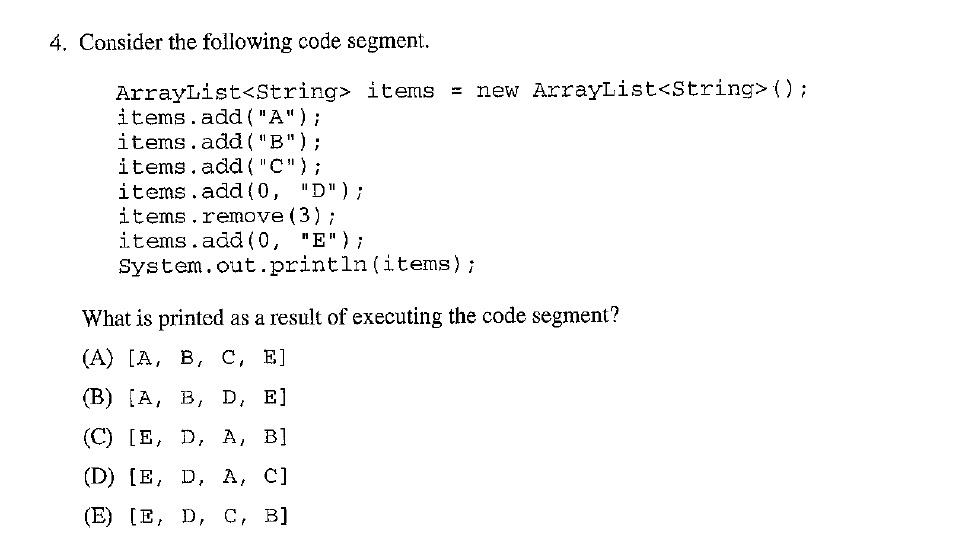 4. Consider the following code segment.
ArrayList<String> items = new ArrayList<String>();
items.add("A");
items.add("B");
items.add("C");
items.add(0, "D");
items.remove(3);
items.add(0, "E");
System.out.println(items);
What is printed as a result of executing the code segment?
(A) [A, B, C, E]
(B) [A, B, D, E]
(C) [E, D, A, B]
(D) [E, D, A, C]
(E) [E, D, C, B]